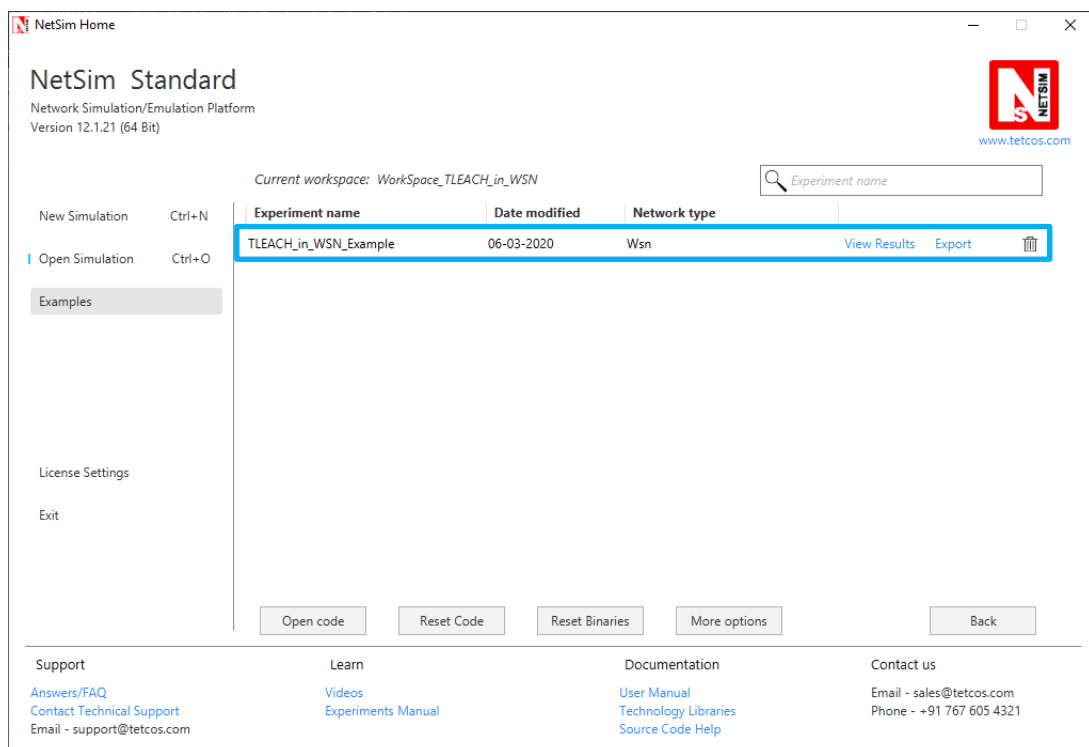 NetSim Home
NetSim Standard
Network Simulation/Emulation Platform
Version 12.1.21 (64 Bit)
NETSIM
www.tetcos.com
Current workspace: WorkSpace_TLEACH_in_WSN
Experiment name
New Simulation Ctrl+N
Open Simulation Ctrl+O
Examples
License Settings
Exit
Experiment name Date modified Network type
TLEACH_in_WSN_Example 06-03-2020 Wsn View Results Export
Open code Reset Code Reset Binaries More options Back
Support
Answers/FAQ
Contact Technical Support
Email - support@tetcos.com
Learn
Videos
Experiments Manual
Documentation
User Manual
Technology Libraries
Source Code Help
Contact us
Email - sales@tetcos.com
Phone - +91 767 605 4321